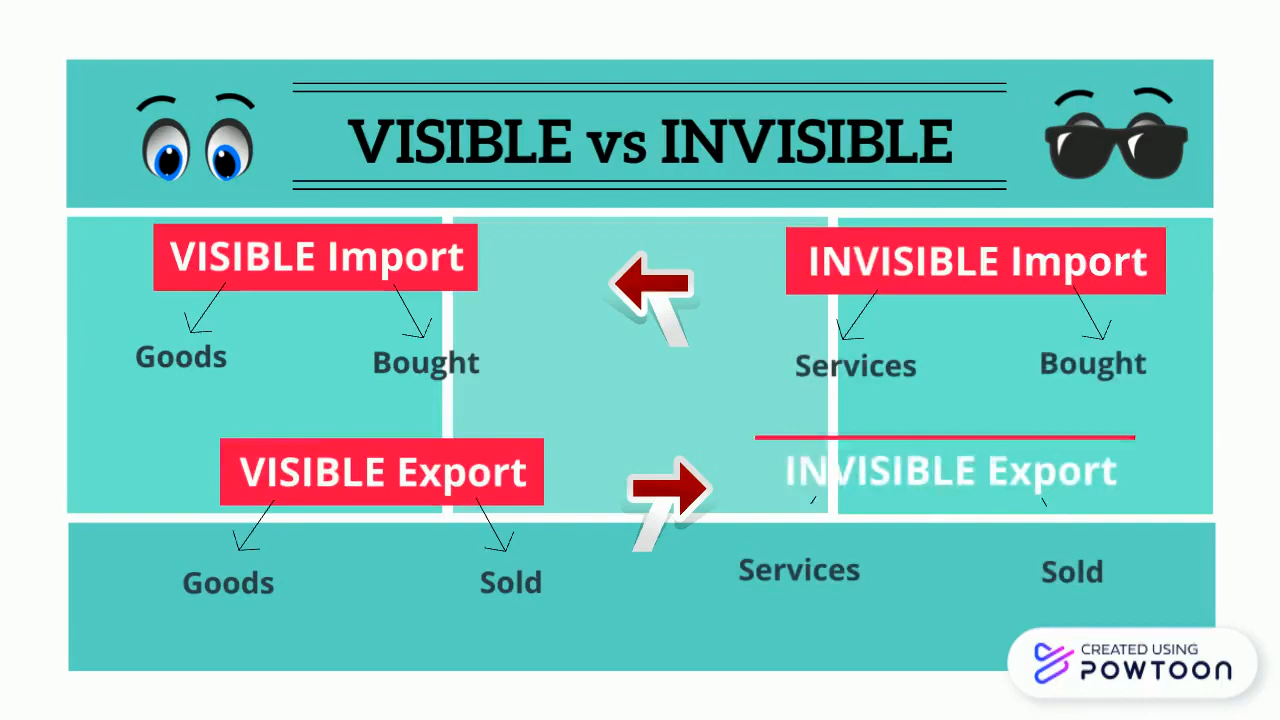 VISIBLE vs INVISIBLE
VISIBLE Import
INVISIBLE Import
Goods
Bought
Services
Bought
VISIBLE Export
INVISIBLE Export
Goods
Sold
Services
Sold
CREATED USING
POWTOON